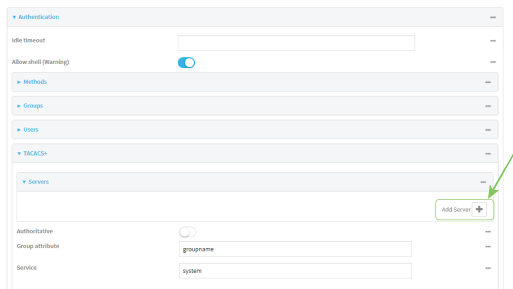 Authentication
Idle timeout
Allow shell (Warning)
Methods
Groups
Users
TACACS+
Servers
Add Server
Authoritative
Group attribute groupname
Service system